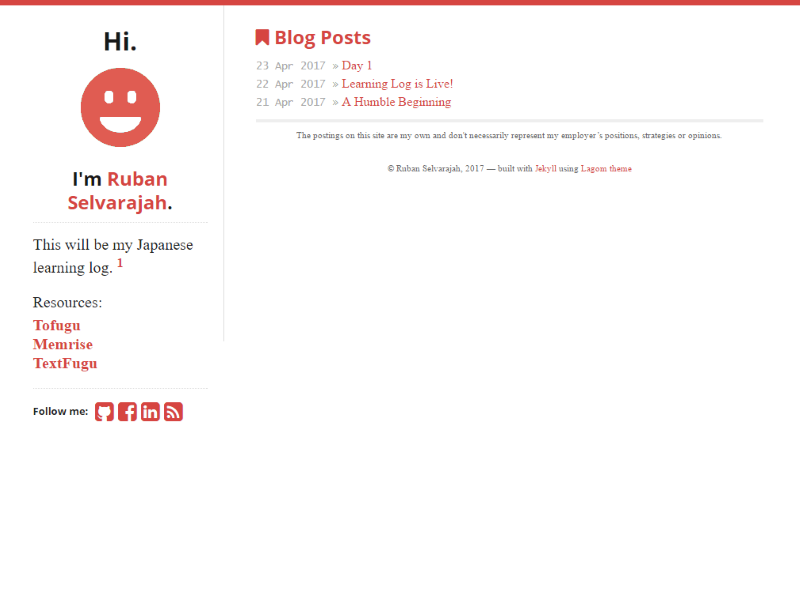 Hi.
I'm Ruban
Selvarajah.
This will be my Japanese
learning log. 1
Resources:
Tofugu
Memrise
TextFugu
Follow me:
Blog Posts
23 Apr 2017 » Day 1
22 Apr 2017 » Learning Log is Live!
21 Apr 2017 » A Humble Beginning
The postings on this site are my own and don't necessarily represent my employer's positions, strategies or opinions.
© Ruban Selvarajah, 2017 — built with Jekyll using Lagom theme